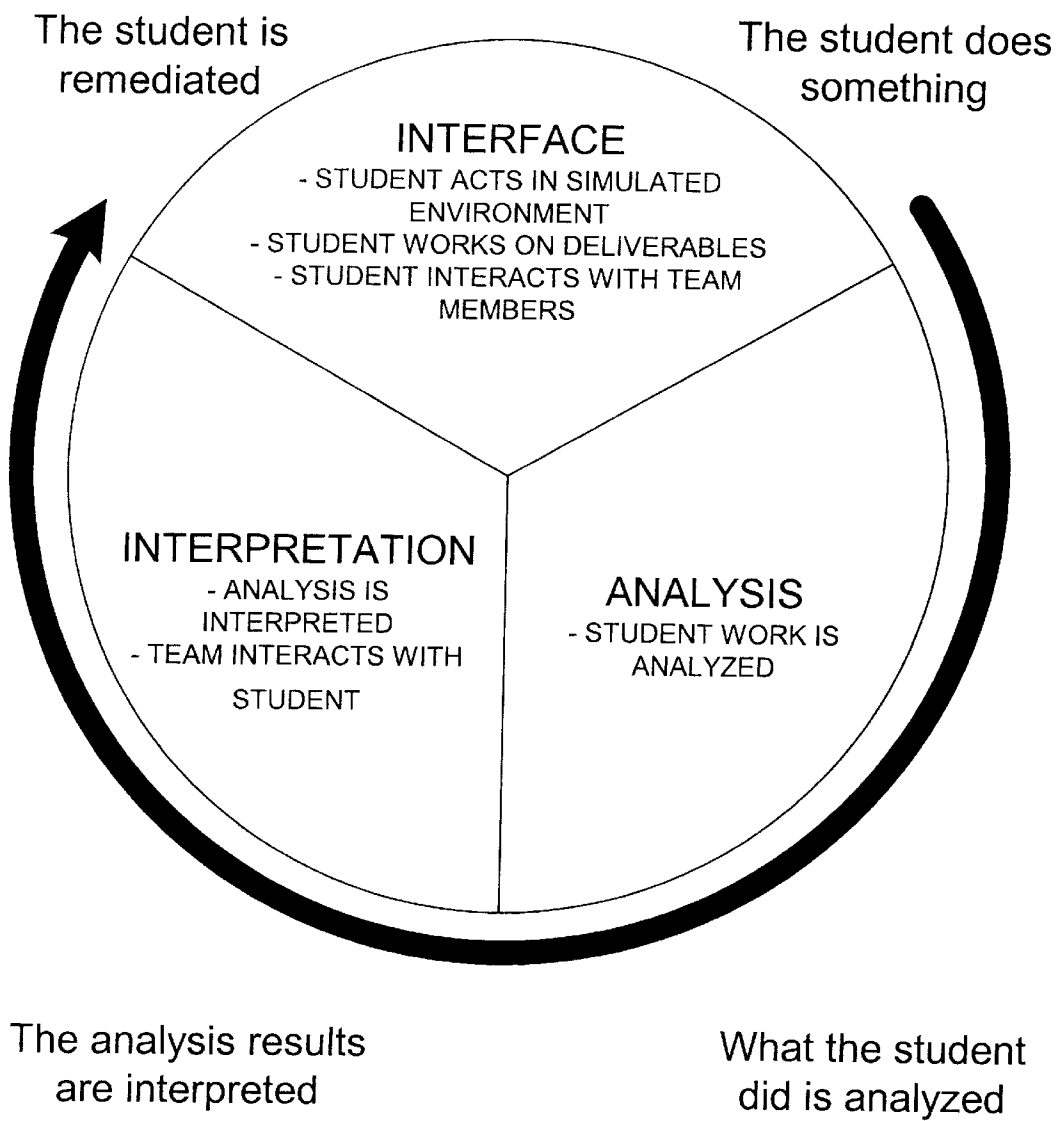 The student is
remediated
The student does
something
INTERFACE
- STUDENT ACTS IN SIMULATED
ENVIRONMENT
- STUDENT WORKS ON DELIVERABLES
- STUDENT INTERACTS WITH TEAM
MEMBERS
INTERPRETATION
- ANALYSIS IS
INTERPRETED
- TEAM INTERACTS WITH
STUDENT
ANALYSIS
- STUDENT WORK IS
ANALYZED
The analysis results
are interpreted
What the student
did is analyzed